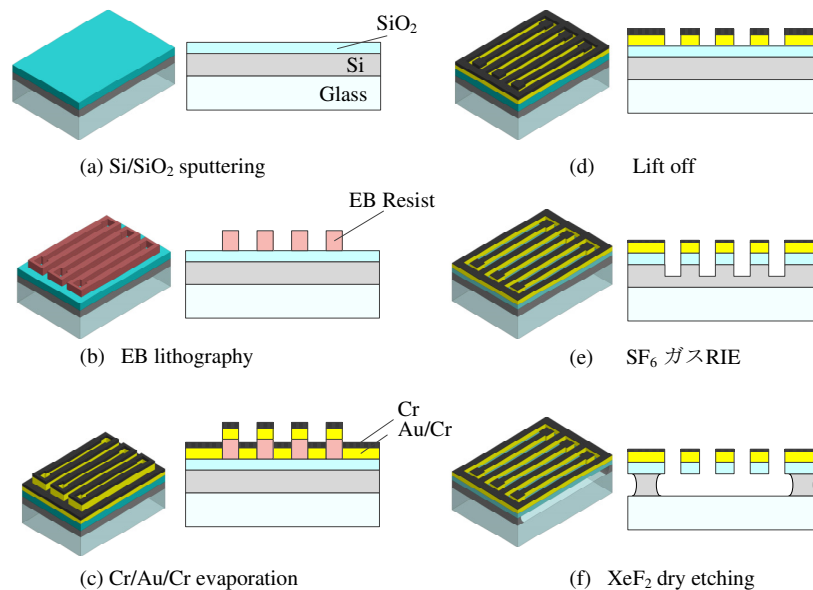 SiO₂
Si
Glass
(a) Si/SiO₂ sputtering
EB Resist
(b) EB lithography
Cr
Au/Cr
(c) Cr/Au/Cr evaporation
(d) Lift off
(e) SF₆ ガスRIE
(f) XeF₂ dry etching